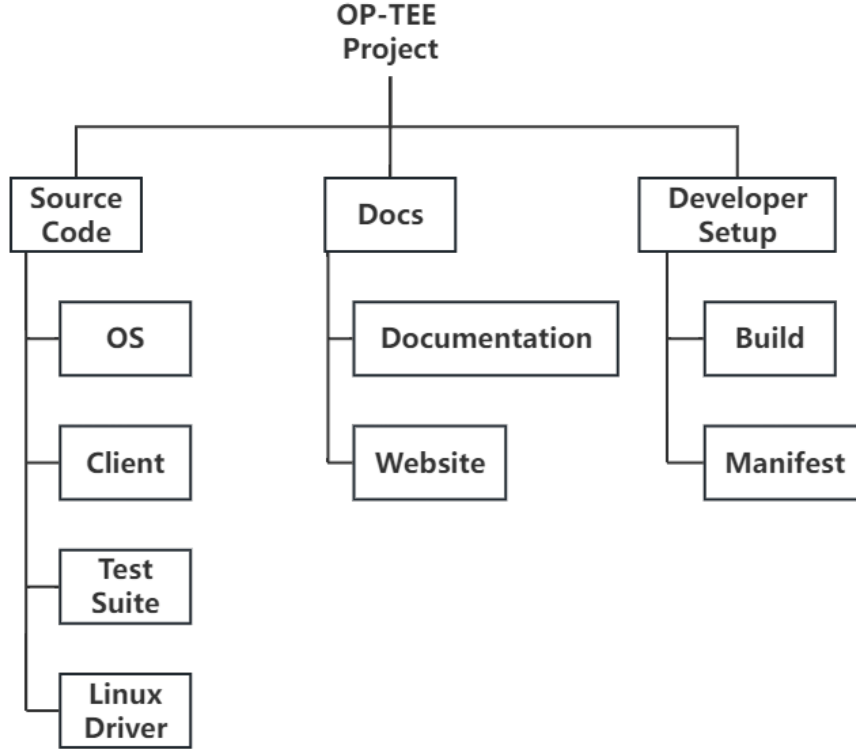 OP-TEE
Project
Source
Code
Docs
Developer
Setup
OS
Documentation
Build
Client
Website
Manifest
Test
Suite
Linux
Driver